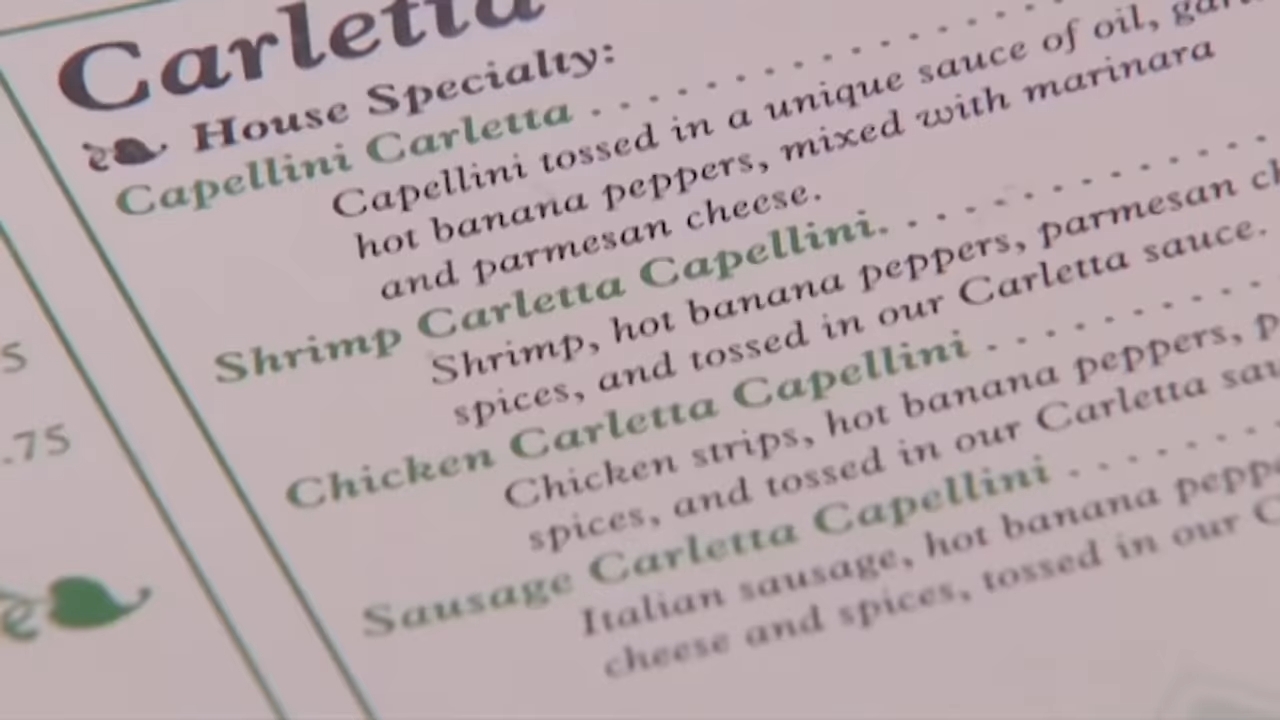 Carletta
House Specialty:
Capellini Carletta . . . . . . . . . . . . . . . .
Capellini tossed in a unique sauce of oil,
hot banana peppers, mixed with marinara
and parmesan cheese.
Shrimp Carletta Capellini. . . . . . . . . . . . . .
Shrimp, hot banana peppers, parmesan
spices, and tossed in our Carletta sauce.
Chicken Carletta Capellini . . . . . . . . . . .
Chicken strips, hot banana peppers,
spices, and tossed in our Carletta
Sausage Carletta Capellini . . . . . . . .
Italian sausage, hot banana
cheese and spices, tossed in our
5
.75